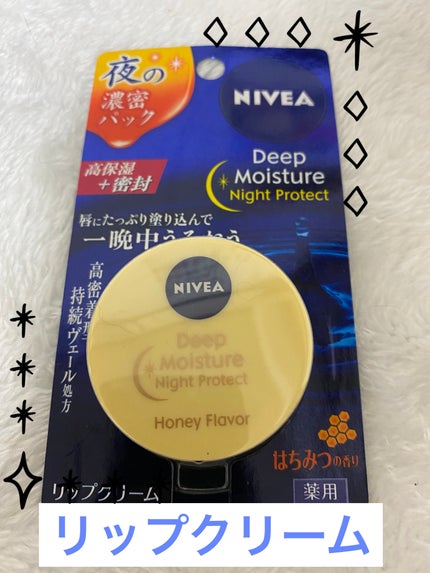 夜の
濃密
パック
NIVEA
高保湿
+密封
Deep
Moisture
Night Protect
唇にたっぷり塗り込んで
一晩中うるおう
高密着形
持続ヴェール処方
NIVEA
Deep
Moisture
Night Protect
Honey Flavor
はちみつの香り
リップクリーム
薬用
リップクリーム